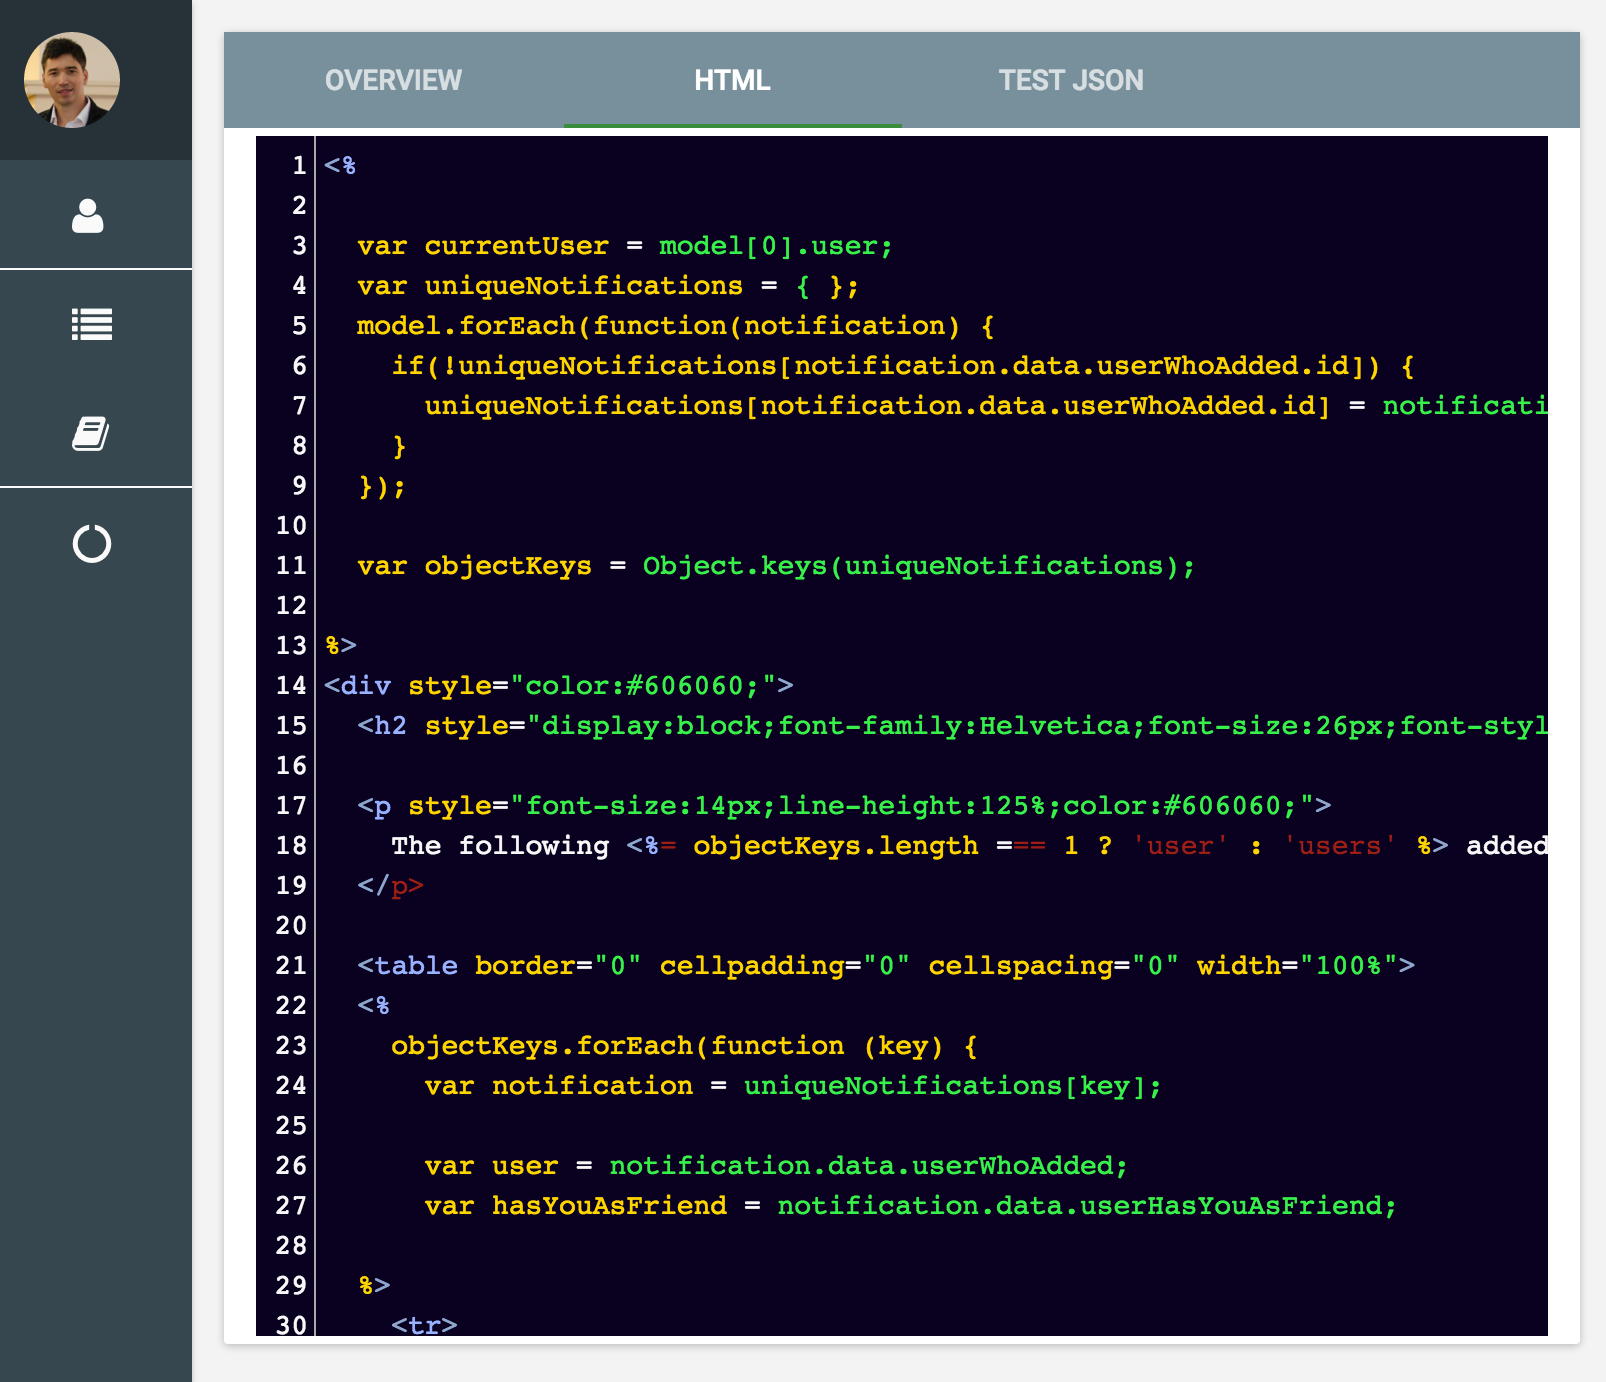 OVERVIEW HTML TEST JSON
1 <%
2
3   var currentUser = model[0].user;
4   var uniqueNotifications = { };
5   model.forEach(function(notification) {
6     if(!uniqueNotifications[notification.data.userWhoAdded.id]) {
7       uniqueNotifications[notification.data.userWhoAdded.id] = notificati
8     }
9   });
10
11   var objectKeys = Object.keys(uniqueNotifications);
12
13 %>
14 <div style="color:#606060;">
15   <h2 style="display:block;font-family:Helvetica;font-size:26px;font-styl
16
17   <p style="font-size:14px;line-height:125%;color:#606060;">
18     The following <%= objectKeys.length === 1 ? 'user' : 'users' %> added
19   </p>
20
21   <table border="0" cellpadding="0" cellspacing="0" width="100%">
22   <%
23     objectKeys.forEach(function (key) {
24       var notification = uniqueNotifications[key];
25
26       var user = notification.data.userWhoAdded;
27       var hasYouAsFriend = notification.data.userHasYouAsFriend;
28
29   %>
30     <tr>